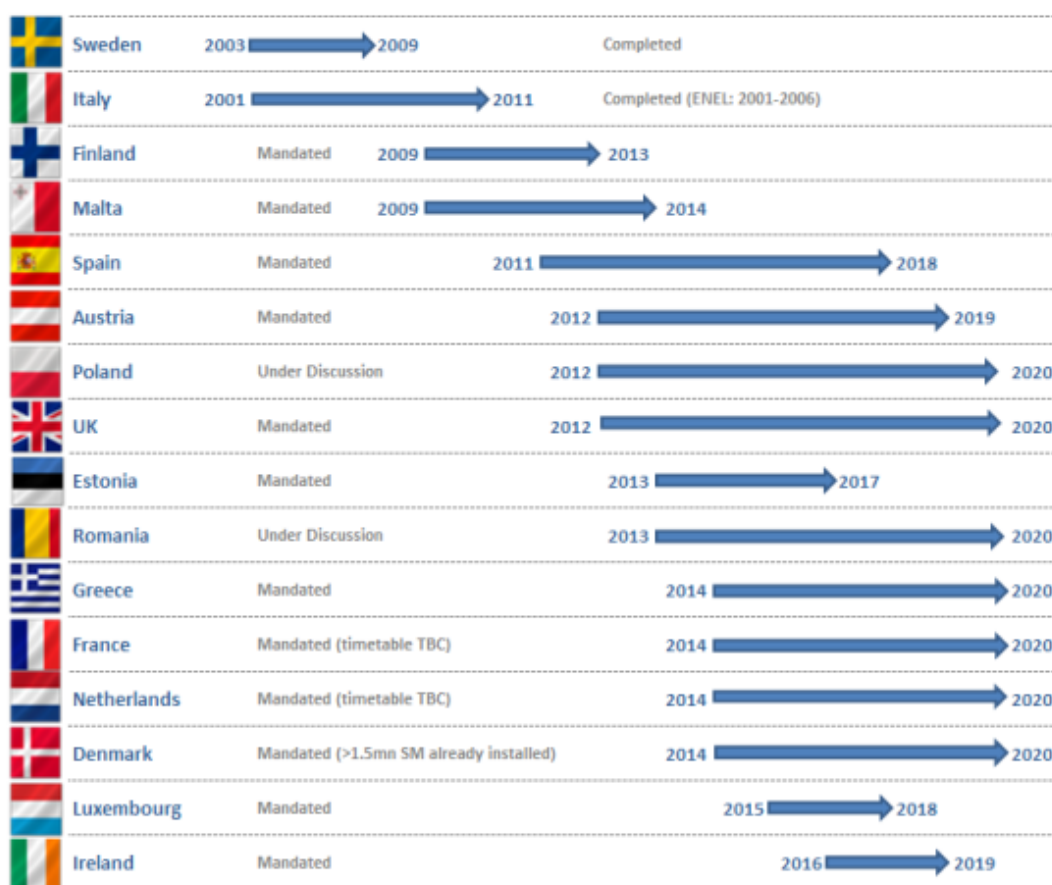 Sweden 2003 2009 Completed
Italy 2001 2011 Completed (ENEL: 2001-2006)
Finland Mandated 2009 2013
Malta Mandated 2009 2014
Spain Mandated 2011 2018
Austria Mandated 2012 2019
Poland Under Discussion 2012 2020
UK Mandated 2012 2020
Estonia Mandated 2013 2017
Romania Under Discussion 2013 2020
Greece Mandated 2014 2020
France Mandated (timetable TBC) 2014 2020
Netherlands Mandated (timetable TBC) 2014 2020
Denmark Mandated (>1.5mn SM already installed) 2014 2020
Luxembourg Mandated 2015 2018
Ireland Mandated 2016 2019